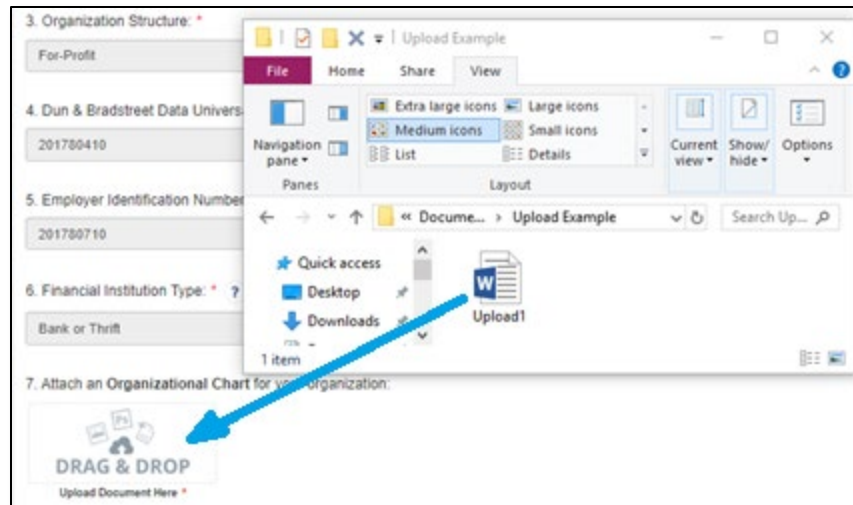 3. Organization Structure: *
For-Profit
4. Dun & Bradstreet Data Univers
201780410
5. Employer Identification Number
201780710
6. Financial Institution Type: * ?
Bank or Thrift
7. Attach an Organizational Chart for your organization:
DRAG & DROP
Upload Document Here *
Upload Example
File Home Share View
Extra large icons Large icons
Medium icons Small icons
List Details
Navigation pane
Current view
Show/ hide
Options
Panes Layout
« Docume... › Upload Example
Search Up...
Quick access
Desktop
Downloads
W
Upload1
1 item